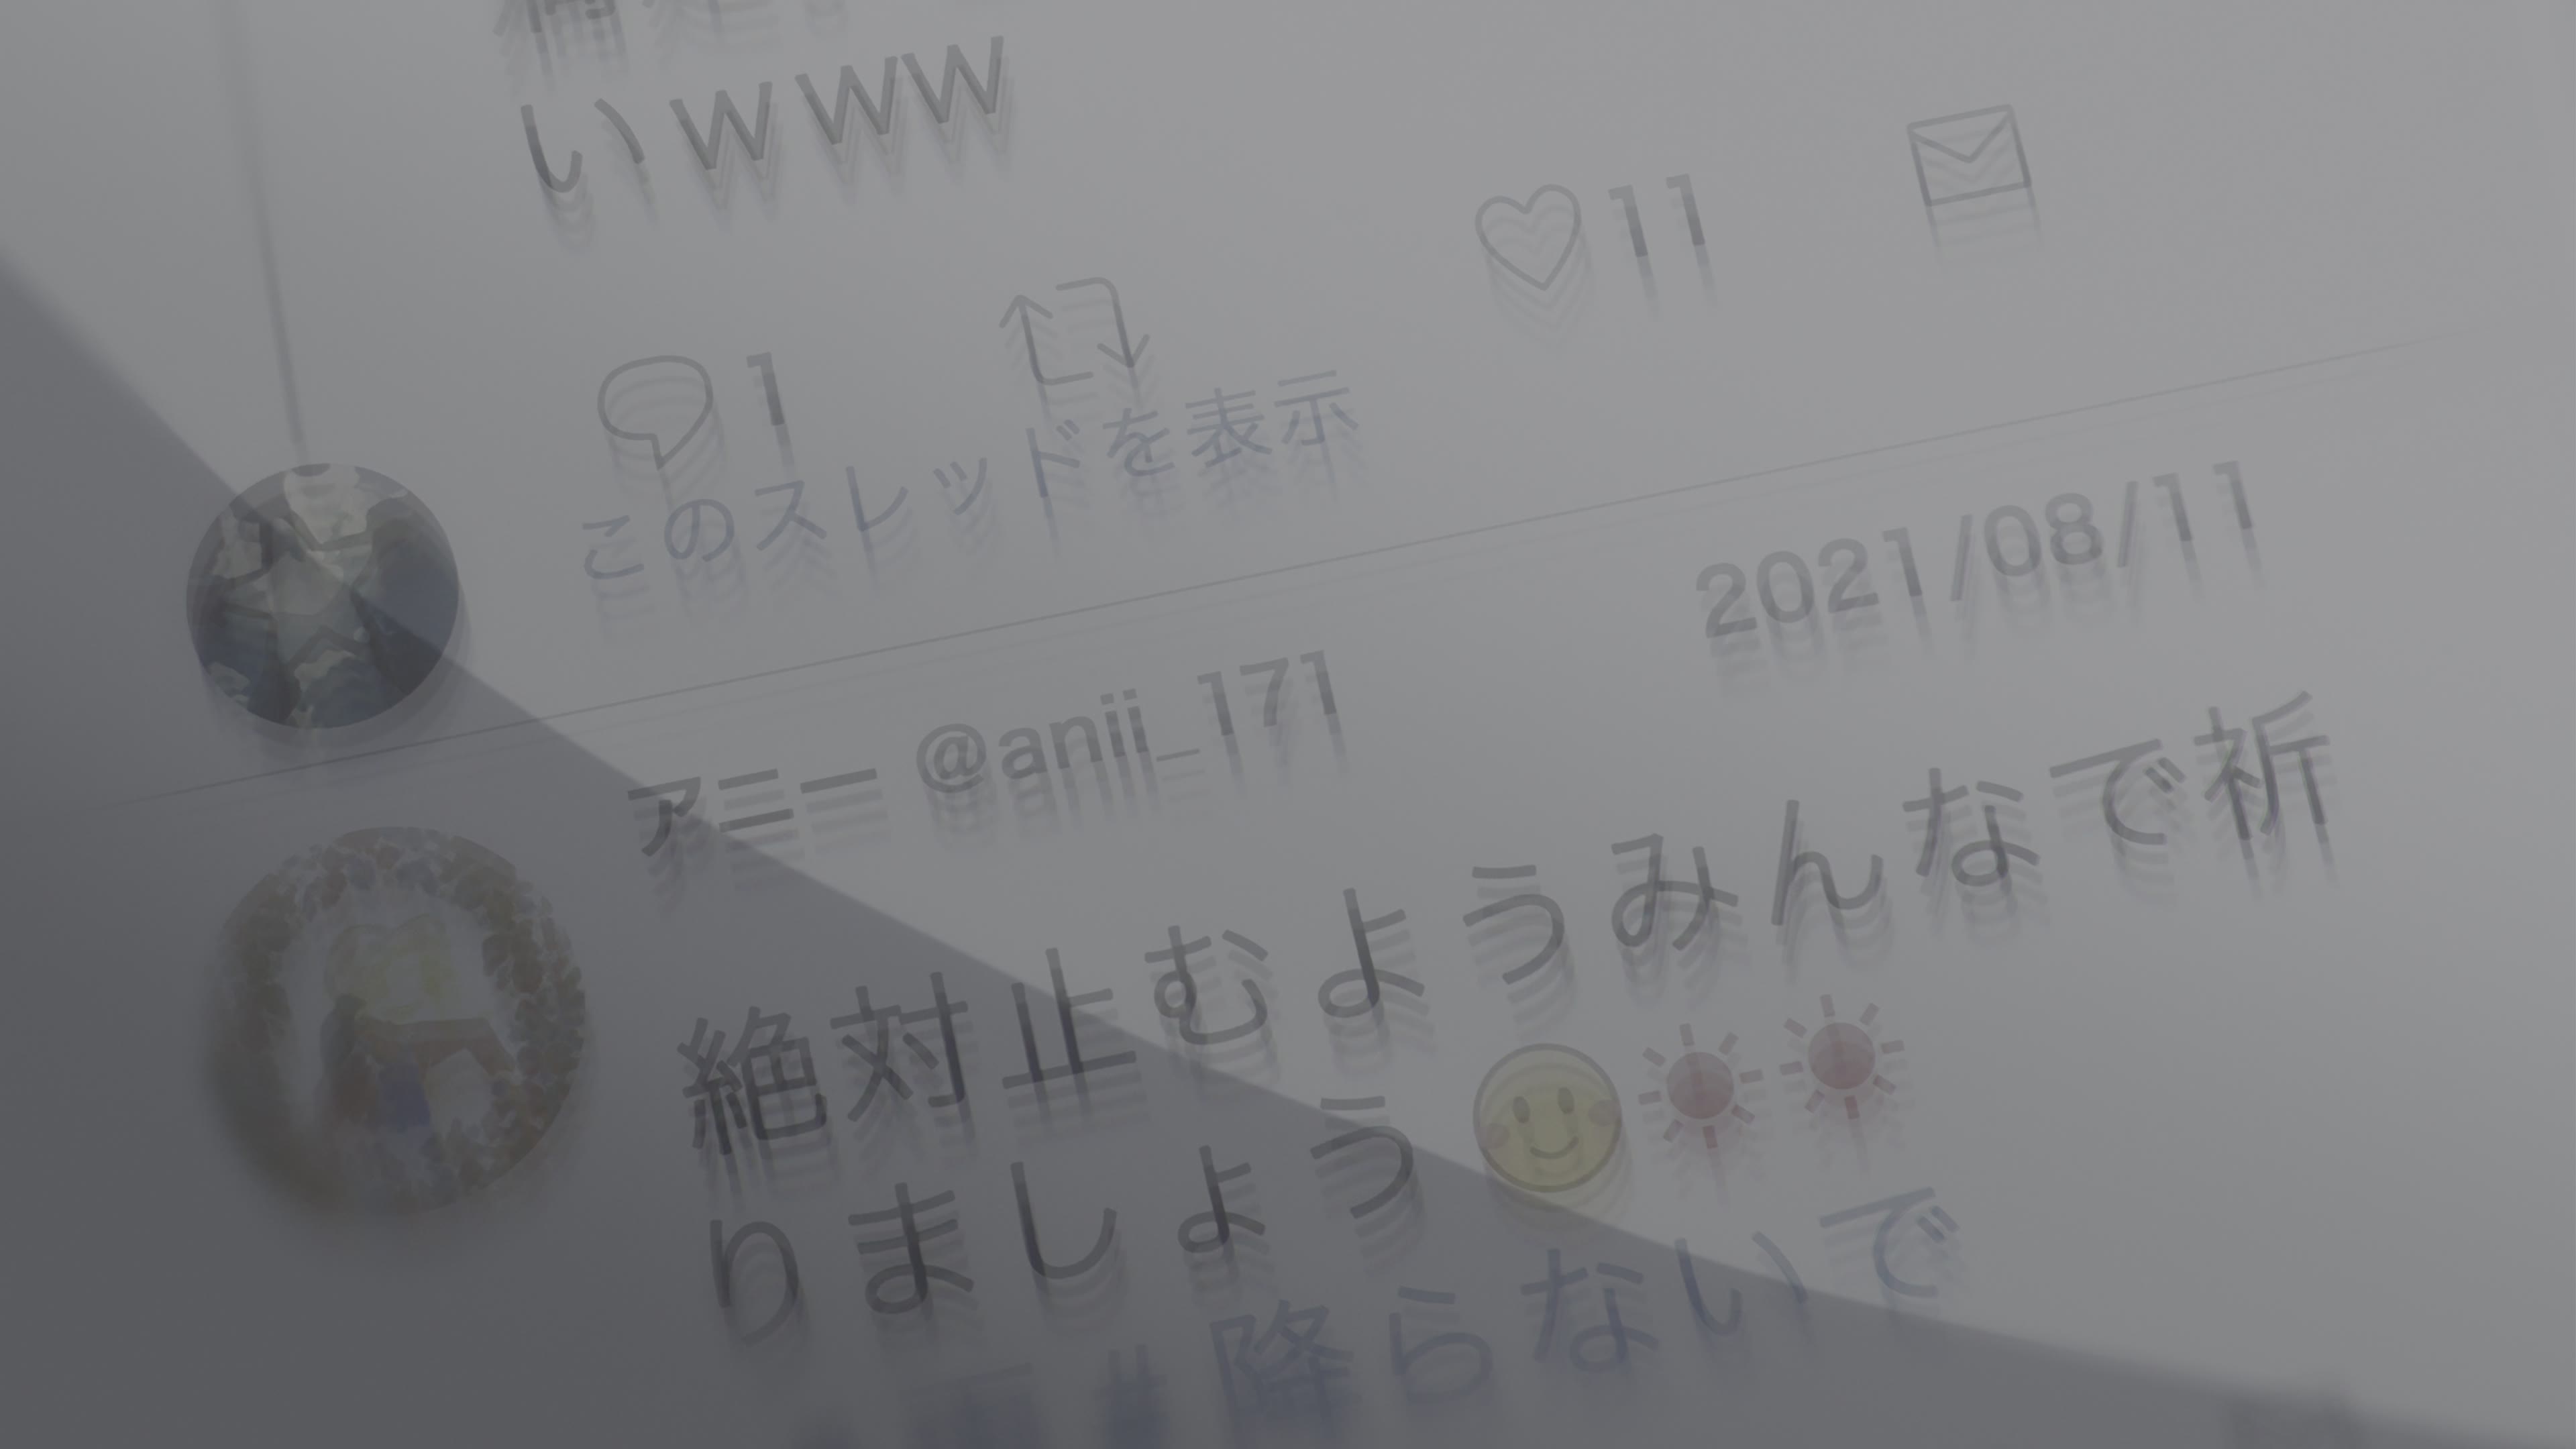 いｗｗｗ
1 11
このスレッドを表示
アニー @anii_171 2021/08/11
絶対止むようみんなで祈
りましょう😊☀☀
#降らないで